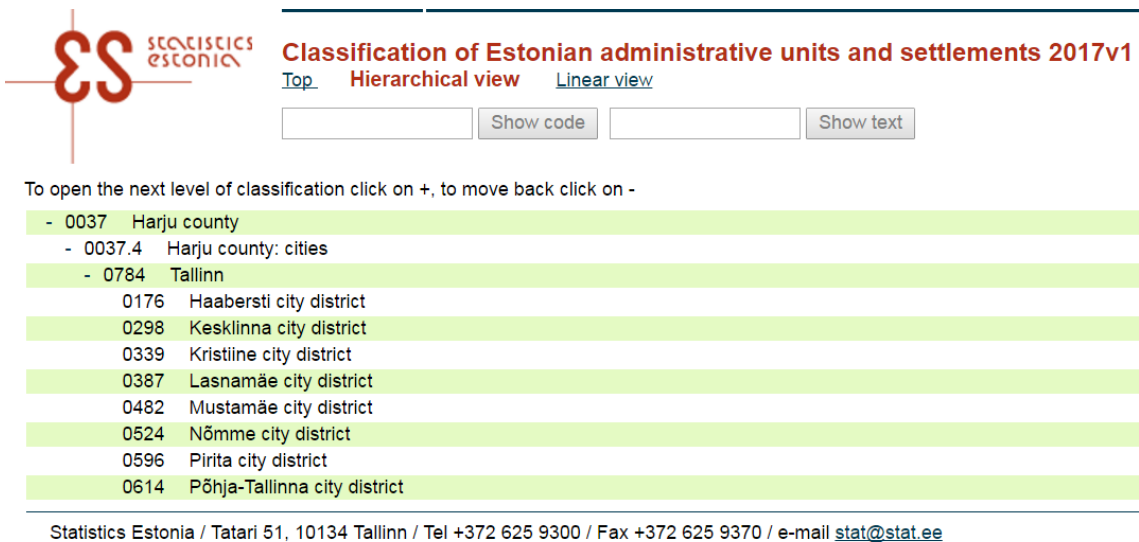 statistics
estonia
Classification of Estonian administrative units and settlements 2017v1
Top Hierarchical view Linear view
Show code Show text
To open the next level of classification click on +, to move back click on -
- 0037 Harju county
- 0037.4 Harju county: cities
- 0784 Tallinn
0176 Haabersti city district
0298 Kesklinna city district
0339 Kristiine city district
0387 Lasnamäe city district
0482 Mustamäe city district
0524 Nõmme city district
0596 Pirita city district
0614 Põhja-Tallinna city district
Statistics Estonia / Tatari 51, 10134 Tallinn / Tel +372 625 9300 / Fax +372 625 9370 / e-mail stat@stat.ee